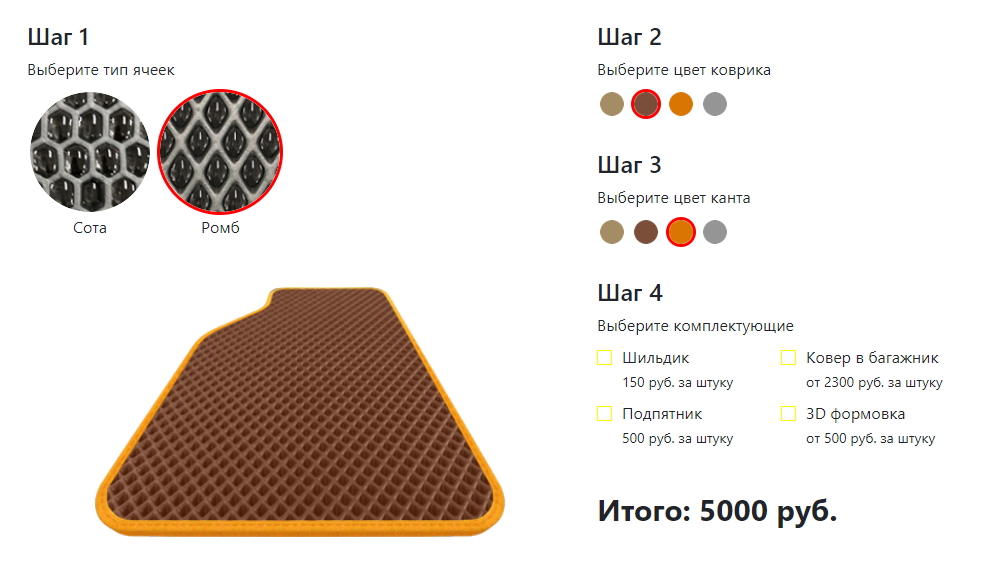 Шаг 1
Выберите тип ячеек
Сота
Ромб
Шаг 2
Выберите цвет коврика
Шаг 3
Выберите цвет канта
Шаг 4
Выберите комплектующие
Шильдик
150 руб. за штуку
Ковер в багажник
от 2300 руб. за штуку
Подпятник
500 руб. за штуку
3D формовка
от 500 руб. за штуку
Итого: 5000 руб.